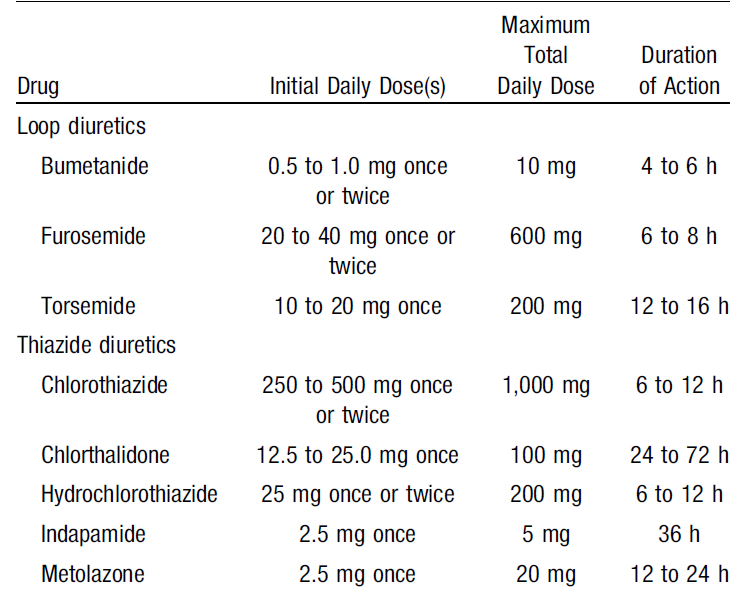 Maximum
Total Duration
Drug Initial Daily Dose(s) Daily Dose of Action
Loop diuretics
Bumetanide 0.5 to 1.0 mg once 10 mg 4 to 6 h
or twice
Furosemide 20 to 40 mg once or 600 mg 6 to 8 h
twice
Torsemide 10 to 20 mg once 200 mg 12 to 16 h
Thiazide diuretics
Chlorothiazide 250 to 500 mg once 1,000 mg 6 to 12 h
or twice
Chlorthalidone 12.5 to 25.0 mg once 100 mg 24 to 72 h
Hydrochlorothiazide 25 mg once or twice 200 mg 6 to 12 h
Indapamide 2.5 mg once 5 mg 36 h
Metolazone 2.5 mg once 20 mg 12 to 24 h